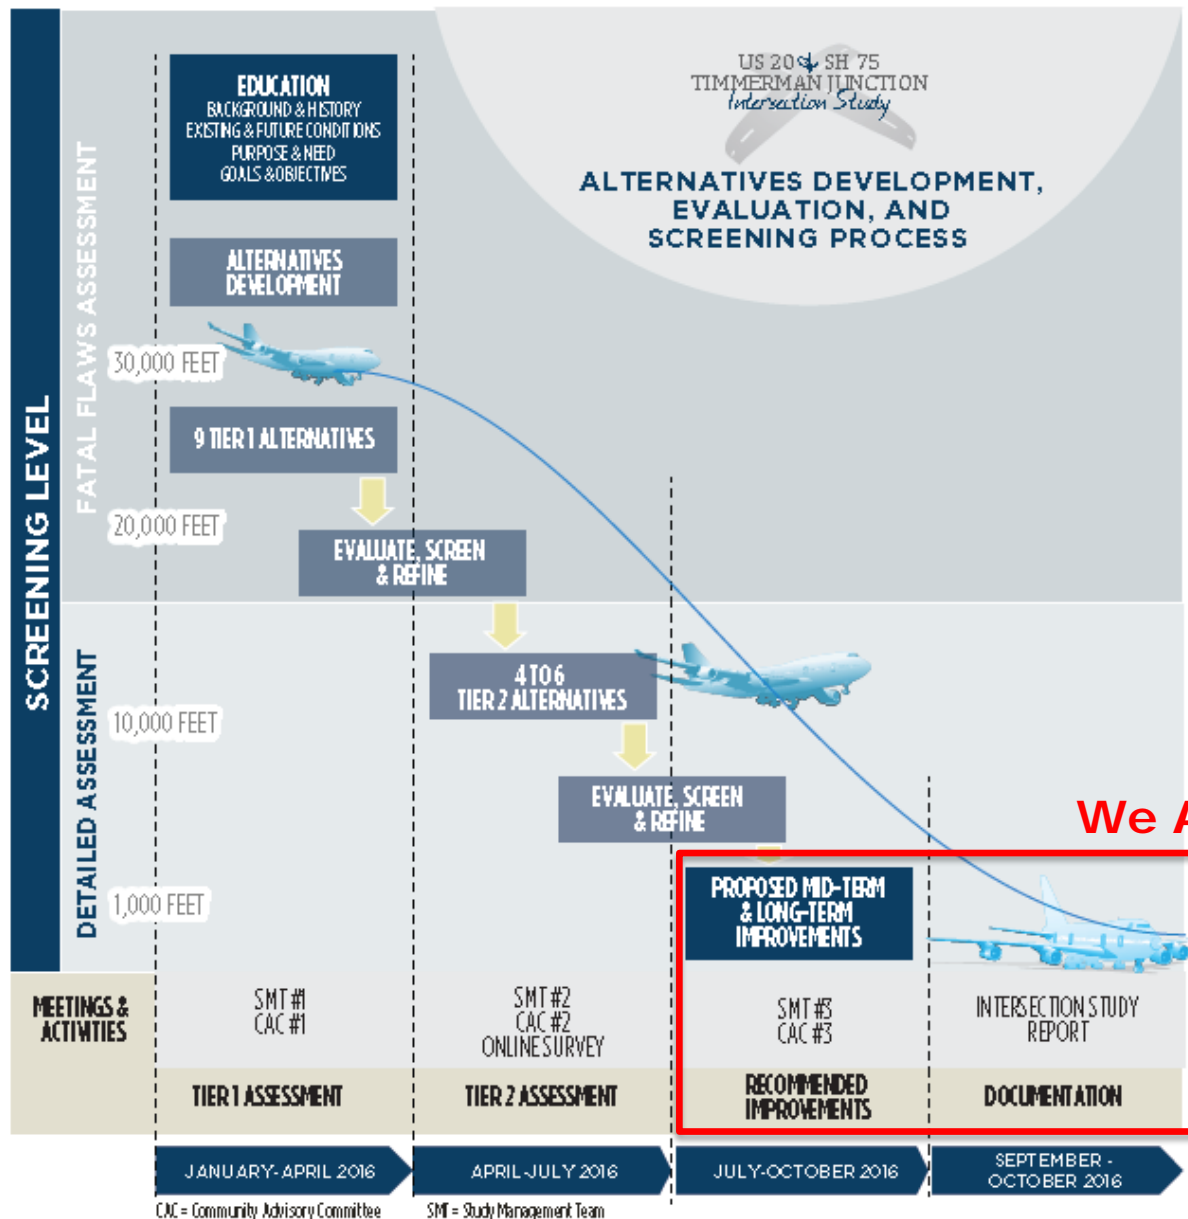 US 20 & SH 75
TIMMERMAN JUNCTION
Intersection Study
ALTERNATIVES DEVELOPMENT,
EVALUATION, AND
SCREENING PROCESS
SCREENING LEVEL
FATAL FLAWS ASSESSMENT
EDUCATION
BACKGROUND & HISTORY
EXISTING & FUTURE CONDITIONS
PURPOSE & NEED
GOALS & OBJECTIVES
ALTERNATIVES
DEVELOPMENT
30,000 FEET
9 TIER 1 ALTERNATIVES
20,000 FEET
EVALUATE, SCREEN
& REFINE
DETAILED ASSESSMENT
4 TO 6
TIER 2 ALTERNATIVES
10,000 FEET
EVALUATE, SCREEN
& REFINE
We A
1,000 FEET
PROPOSED MID-TERM
& LONG-TERM
IMPROVEMENTS
MEETINGS &
ACTIVITIES
SMT #1
CAC #1
SMT #2
CAC #2
ONLINE SURVEY
SMT #3
CAC #3
INTERSECTION STUDY
REPORT
TIER 1 ASSESSMENT
TIER 2 ASSESSMENT
RECOMMENDED
IMPROVEMENTS
DOCUMENTATION
JANUARY-APRIL 2016
APRIL-JULY 2016
JULY-OCTOBER 2016
SEPTEMBER -
OCTOBER 2016
CAC = Community Advisory Committee
SMT = Study Management Team